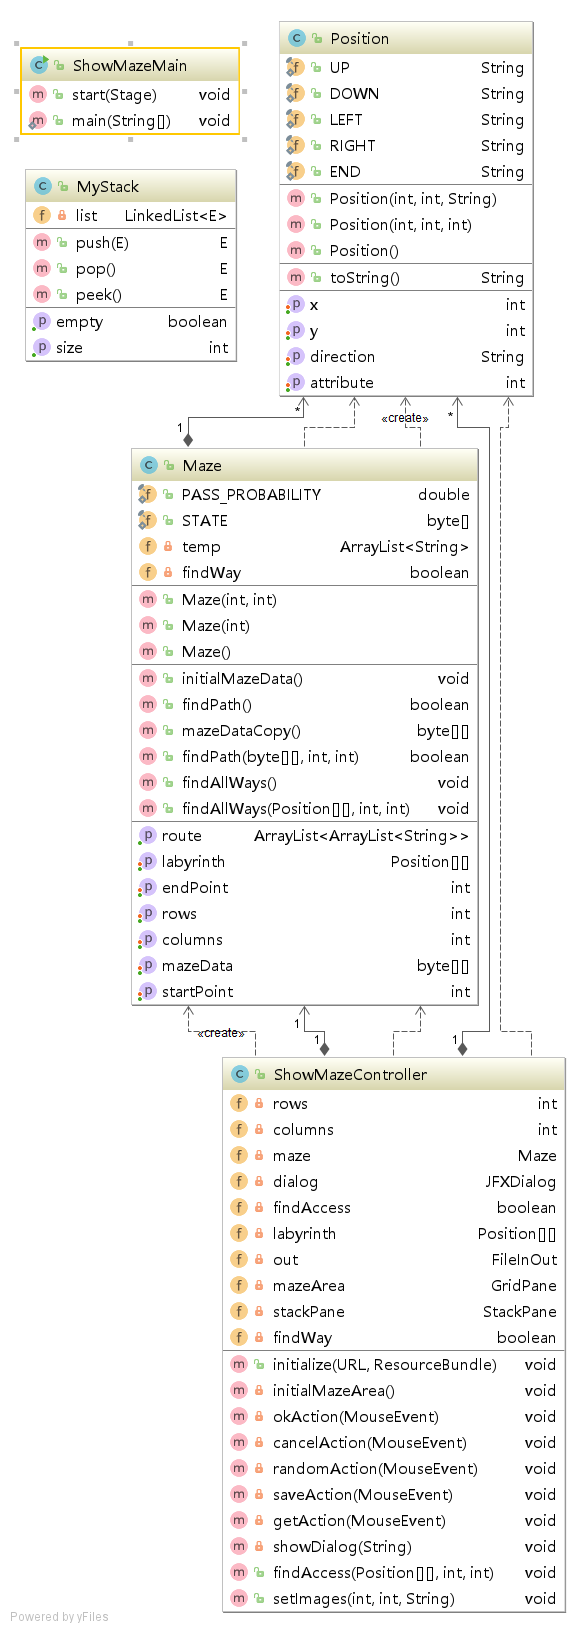 ShowMazeMain
start(Stage) void
main(String[]) void
MyStack
list LinkedList<E>
push(E) E
pop() E
peek() E
empty boolean
size int
Position
UP String
DOWN String
LEFT String
RIGHT String
END String
Position(int, int, String)
Position(int, int, int)
Position()
toString() String
x int
y int
direction String
attribute int
* «create» *
1
Maze
PASS_PROBABILITY double
STATE byte[]
temp ArrayList<String>
findWay boolean
Maze(int, int)
Maze(int)
Maze()
initialMazeData() void
findPath() boolean
mazeDataCopy() byte[][]
findPath(byte[][], int, int) boolean
findAllWays() void
findAllWays(Position[][], int, int) void
route ArrayList<ArrayList<String>>
labyrinth Position[][]
endPoint int
rows int
columns int
mazeData byte[][]
startPoint int
«create» 1 1 1
ShowMazeController
rows int
columns int
maze Maze
dialog JFXDialog
findAccess boolean
labyrinth Position[][]
out FileInOut
mazeArea GridPane
stackPane StackPane
findWay boolean
initialize(URL, ResourceBundle) void
initialMazeArea() void
okAction(MouseEvent) void
cancelAction(MouseEvent) void
randomAction(MouseEvent) void
saveAction(MouseEvent) void
getAction(MouseEvent) void
showDialog(String) void
findAccess(Position[][], int, int) void
setImages(int, int, String) void
Powered by yFiles